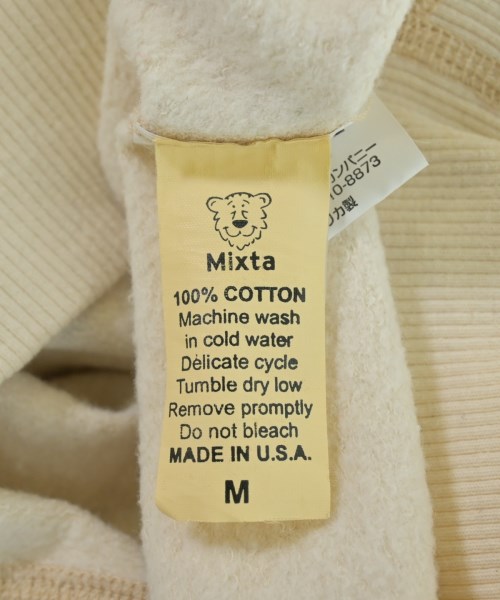 Mixta
100% COTTON
Machine wash
in cold water
Delicate cycle
Tumble dry low
Remove promptly
Do not bleach
MADE IN U.S.A.
M
カンパニー
10-8873
リカ製